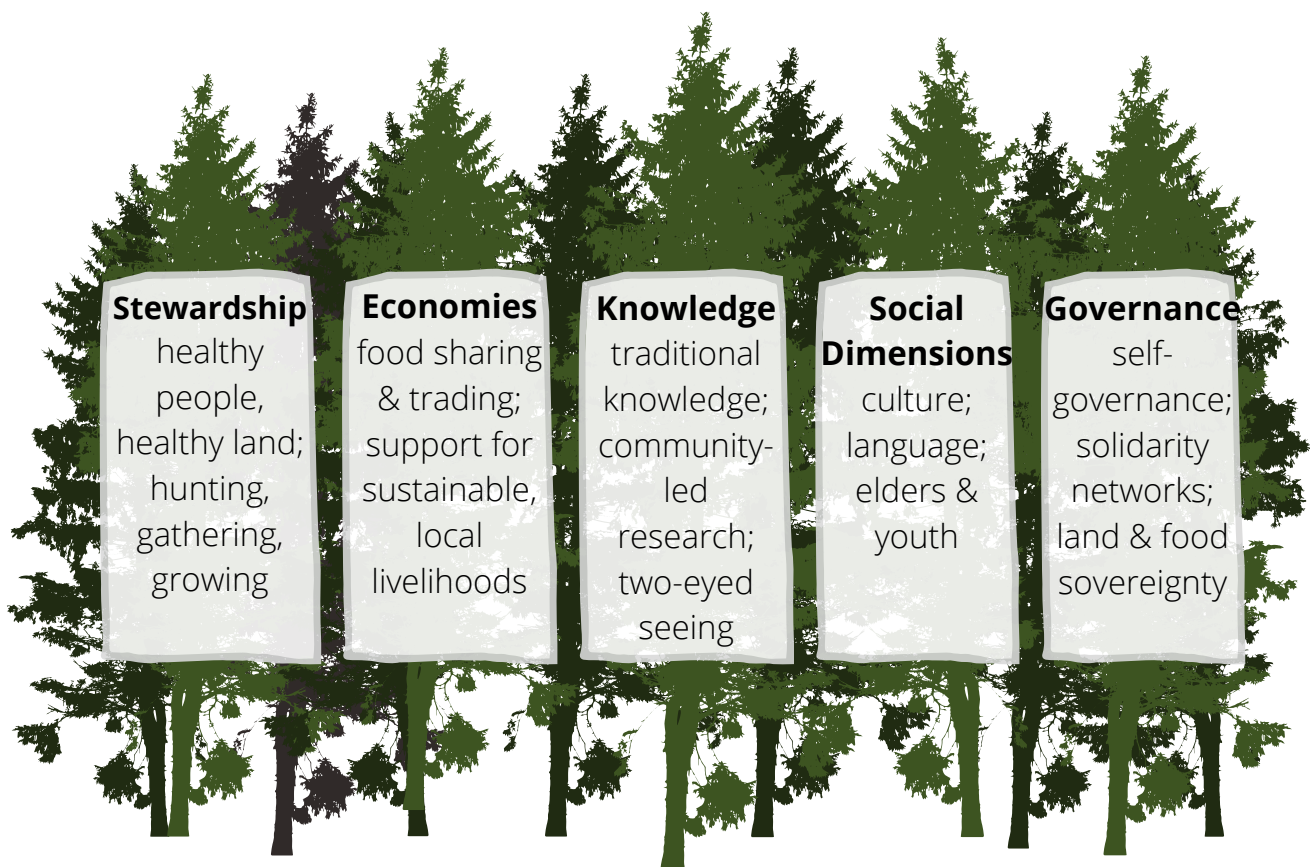 Stewardship
healthy
people,
healthy land;
hunting,
gathering,
growing
Economies
food sharing
& trading;
support for
sustainable,
local
livelihoods
Knowledge
traditional
knowledge;
community-
led
research;
two-eyed
seeing
Social
Dimensions
culture;
language;
elders &
youth
Governance
self-
governance;
solidarity
networks;
land & food
sovereignty